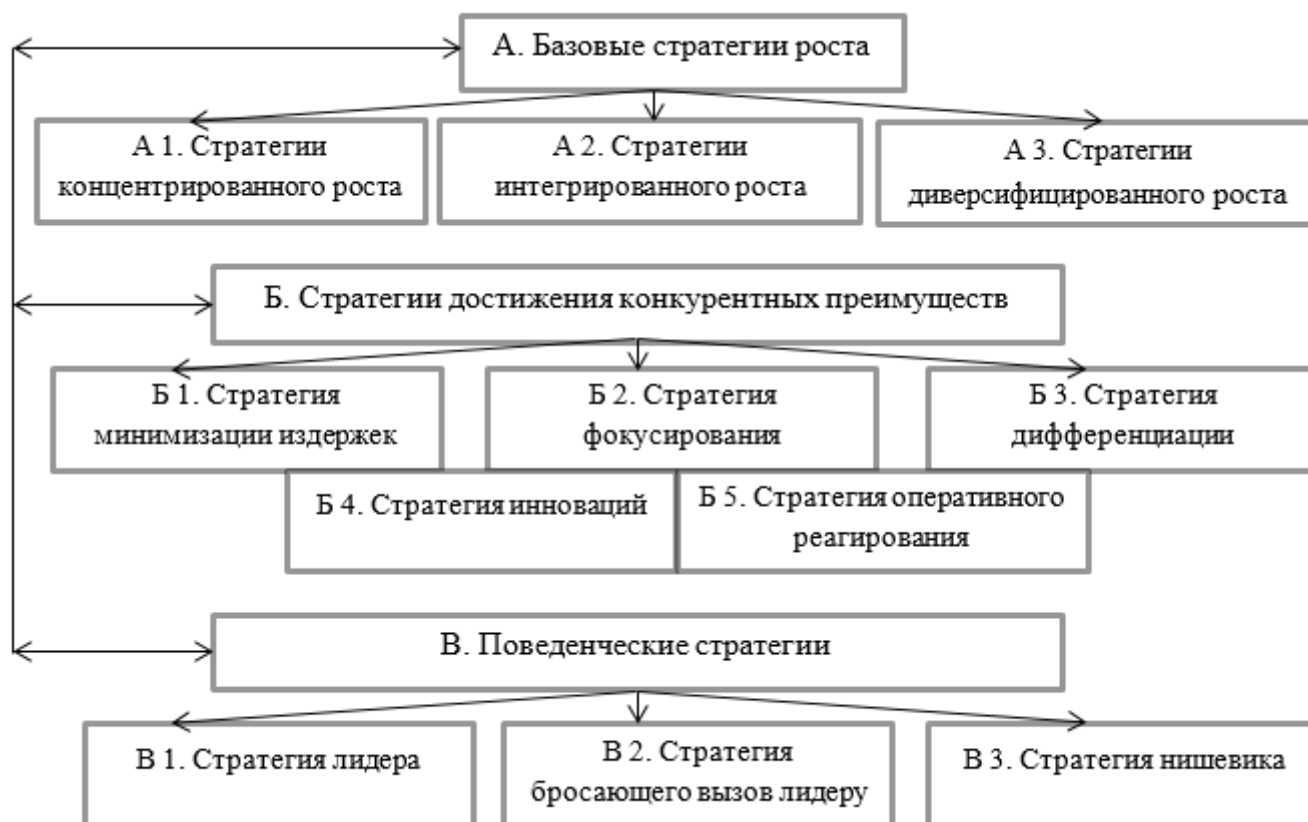 А. Базовые стратегии роста
А 1. Стратегии
концентрированного роста
А 2. Стратегии
интегрированного роста
А 3. Стратегии
диверсифицированного роста
Б. Стратегии достижения конкурентных преимуществ
Б 1. Стратегия
минимизации издержек
Б 2. Стратегия
фокусирования
Б 3. Стратегия
дифференциации
Б 4. Стратегия инноваций
Б 5. Стратегия оперативного
реагирования
В. Поведенческие стратегии
В 1. Стратегия лидера
В 2. Стратегия
бросающего вызов лидеру
В 3. Стратегия нишевика